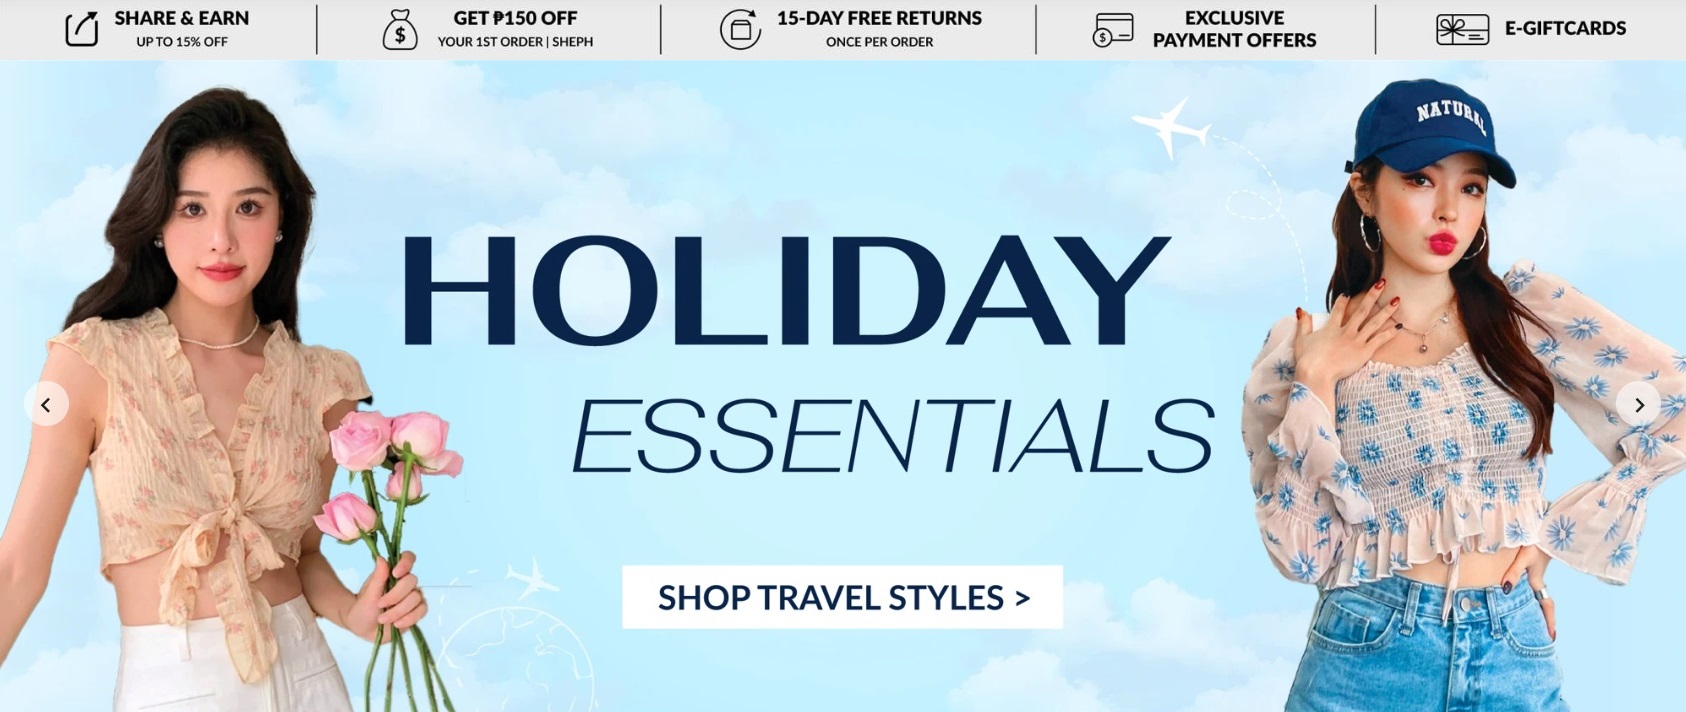 SHARE & EARN
UP TO 15% OFF
GET ₱150 OFF
YOUR 1ST ORDER | SHEPH
15-DAY FREE RETURNS
ONCE PER ORDER
EXCLUSIVE
PAYMENT OFFERS
E-GIFTCARDS
NATURAL
HOLIDAY
ESSENTIALS
SHOP TRAVEL STYLES >